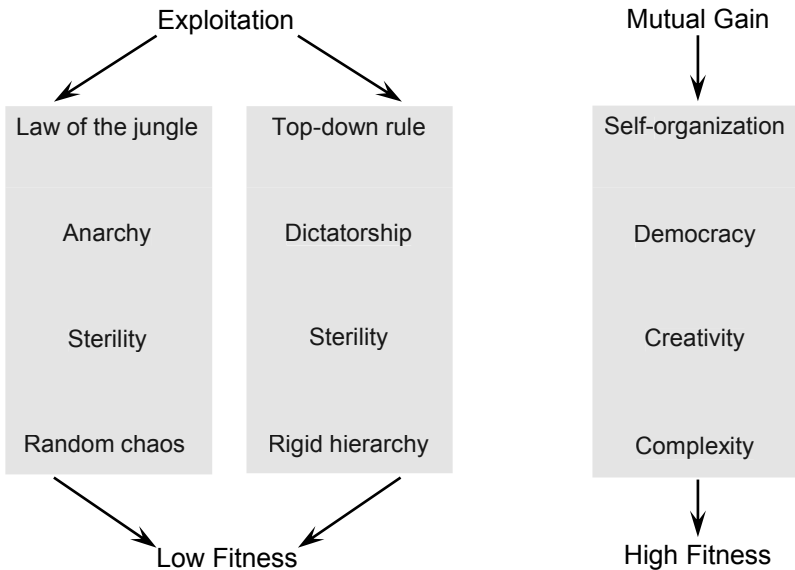 Exploitation
Mutual Gain
Law of the jungle
Top-down rule
Self-organization
Anarchy
Dictatorship
Democracy
Sterility
Sterility
Creativity
Random chaos
Rigid hierarchy
Complexity
Low Fitness
High Fitness